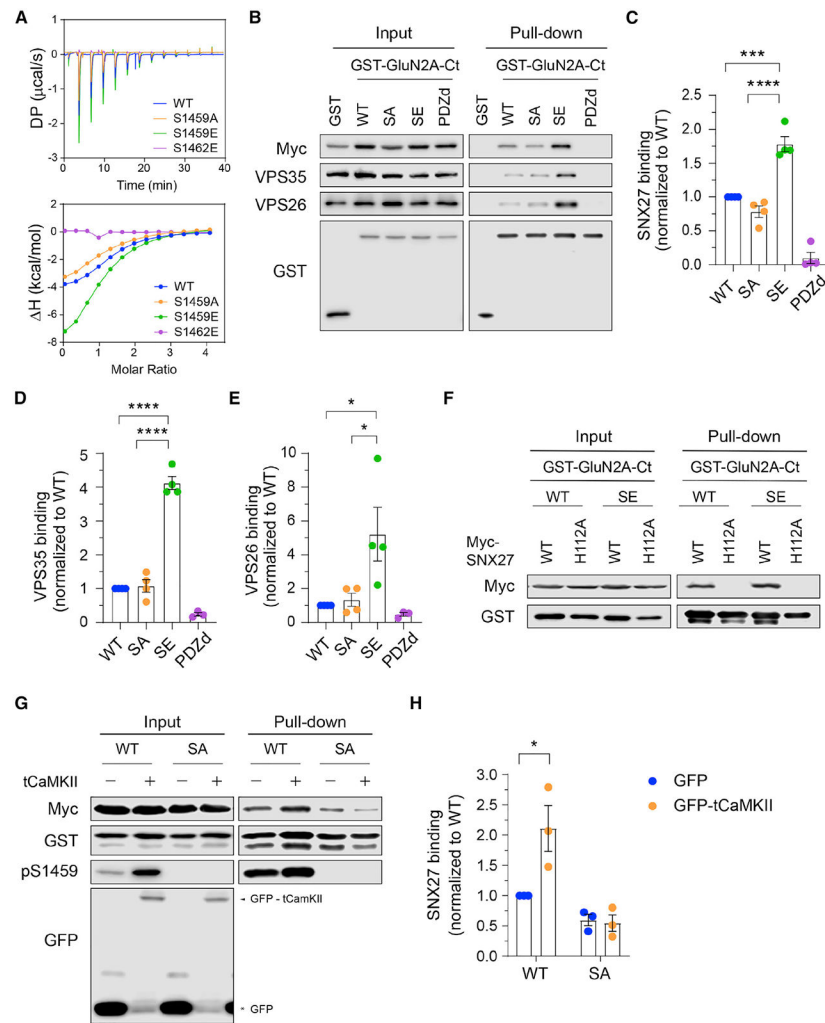 A
1
0
-1
-2
-3
DP (μcal/s)
WT
S1459A
S1459E
S1462E
0 10 20 30 40
Time (min)
2
0
-2
-4
-6
-8
ΔH (kcal/mol)
WT
S1459A
S1459E
S1462E
0 1 2 3 4
Molar Ratio
B
Input Pull-down
GST-GluN2A-Ct GST-GluN2A-Ct
GST WT SA SE PDZd GST WT SA SE PDZd
Myc
VPS35
VPS26
GST
C
*** 
****
2.5
2.0
1.5
1.0
0.5
0.0
SNX27 binding
(normalized to WT)
WT SA SE PDZd
D
****
****
5
4
3
2
1
0
VPS35 binding
(normalized to WT)
WT SA SE PDZd
E
*
*
10
8
6
4
2
0
VPS26 binding
(normalized to WT)
WT SA SE PDZd
F
Input Pull-down
GST-GluN2A-Ct GST-GluN2A-Ct
WT SE WT SE
Myc-
SNX27
WT H112A WT H112A WT H112A WT H112A
Myc
GST
G
Input Pull-down
WT SA WT SA
tCaMKII − + − + − + − +
Myc
GST
pS1459
GFP
GFP - tCamKII
GFP
H
*
3.0
2.5
2.0
1.5
1.0
0.5
0.0
SNX27 binding
(normalized to WT)
WT SA
GFP
GFP-tCaMKII